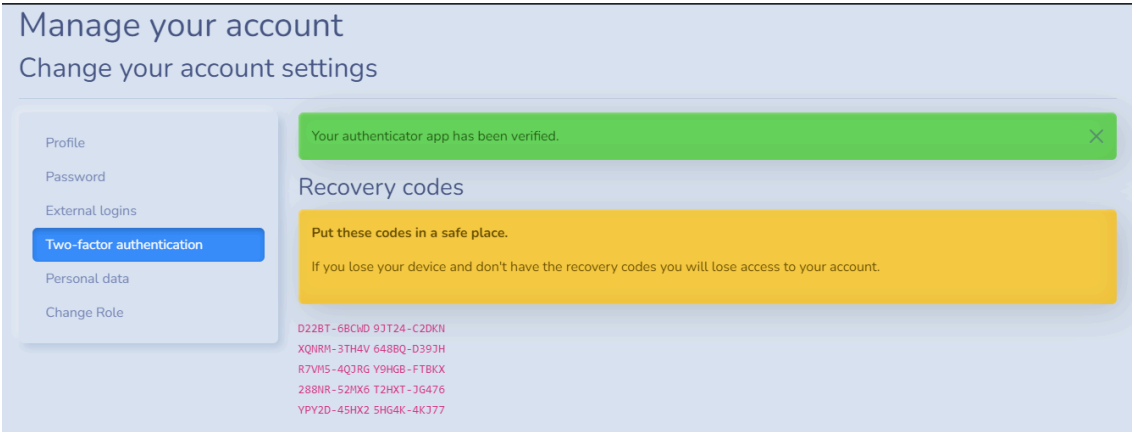 Manage your account
Change your account settings
Profile
Password
External logins
Two-factor authentication
Personal data
Change Role
Your authenticator app has been verified.
Recovery codes
Put these codes in a safe place.
If you lose your device and don't have the recovery codes you will lose access to your account.
D22BT-6BCWD 9JT24-C2DKN
XQNRM-3TH4V 648BQ-D39JH
R7VM5-4QJRG Y9HGB-FTBKX
288NR-52MX6 T2HXT-JG476
YPY2D-45HX2 5HG4K-4KJ77